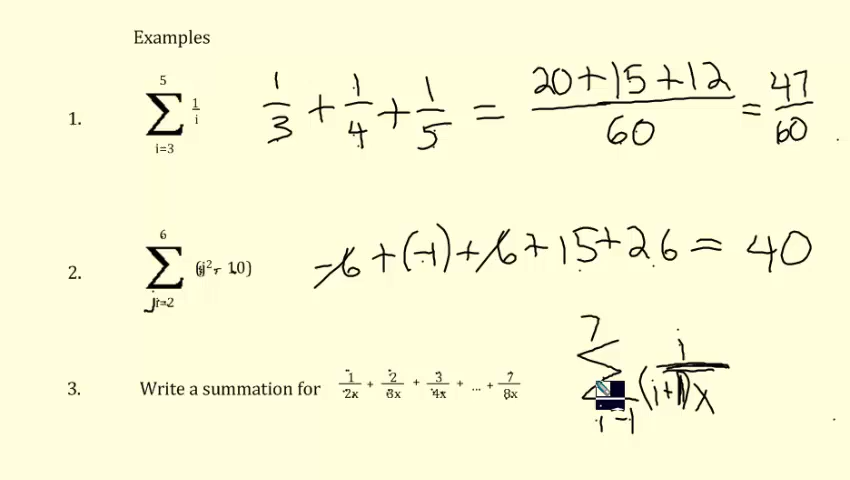 Examples
1. 5 ∑ i=3 1/i 1/3 + 1/4 + 1/5 = 20+15+12/60 = 47/60
2. 6 ∑ j=2 (j² - 10) -6 + (-1) + 6 + 15 + 26 = 40
3. Write a summation for 1/2x + 2/3x + 3/4x + ... + 7/8x 7 ∑ i=1 i/(i+1)x